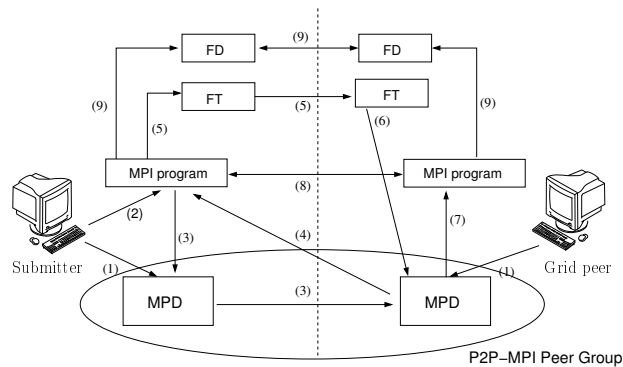 FD
(9)
FD
FT
(5)
FT
(9)
(5)
(6)
(9)
MPI program
(8)
MPI program
(2)
(3)
(4)
(7)
Submitter
(1)
(1)
Grid peer
MPD
(3)
MPD
P2P–MPI Peer Group